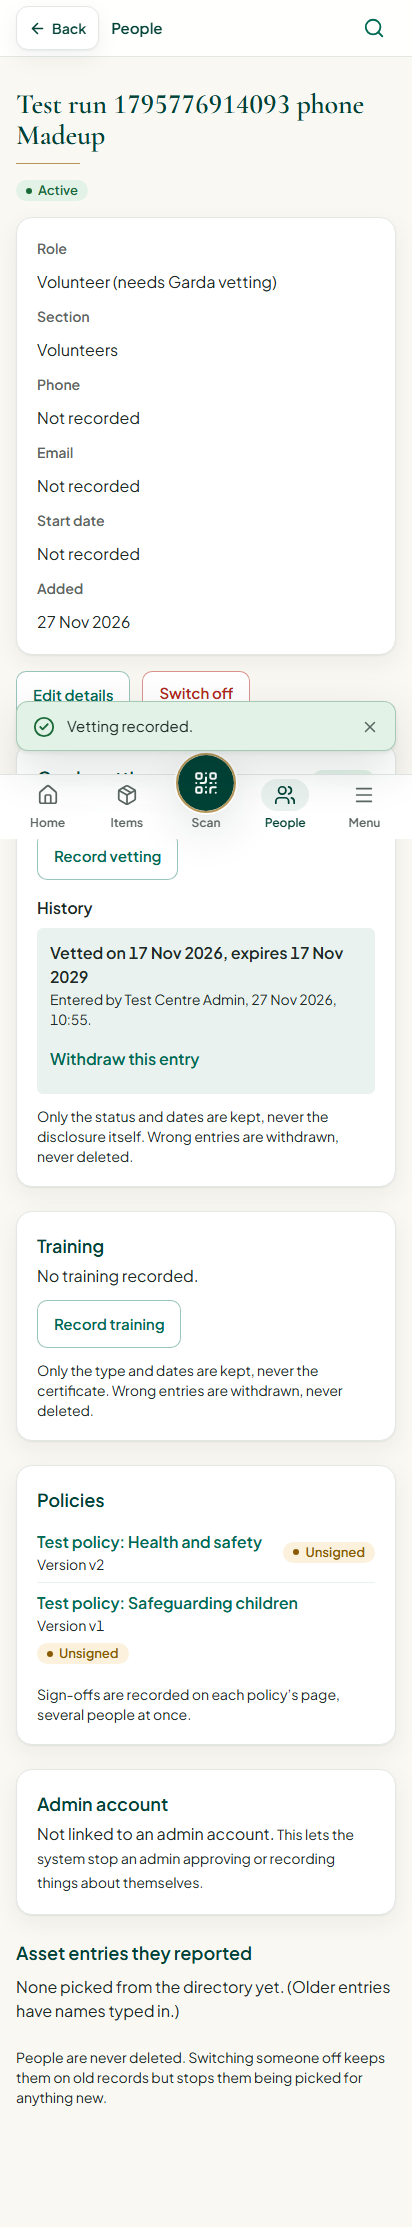 Back People
Test run 1795776914093 phone
Madeup
Active
Role
Volunteer (needs Garda vetting)
Section
Volunteers
Phone
Not recorded
Email
Not recorded
Start date
Not recorded
Added
27 Nov 2026
Edit details Switch off
Vetting recorded.
Home Items Scan People Menu
Record vetting
History
Vetted on 17 Nov 2026, expires 17 Nov
2029
Entered by Test Centre Admin, 27 Nov 2026,
10:55.
Withdraw this entry
Only the status and dates are kept, never the
disclosure itself. Wrong entries are withdrawn,
never deleted.
Training
No training recorded.
Record training
Only the type and dates are kept, never the
certificate. Wrong entries are withdrawn, never
deleted.
Policies
Test policy: Health and safety
Version v2
Unsigned
Test policy: Safeguarding children
Version v1
Unsigned
Sign-offs are recorded on each policy's page,
several people at once.
Admin account
Not linked to an admin account. This lets the
system stop an admin approving or recording
things about themselves.
Asset entries they reported
None picked from the directory yet. (Older entries
have names typed in.)
People are never deleted. Switching someone off keeps
them on old records but stops them being picked for
anything new.